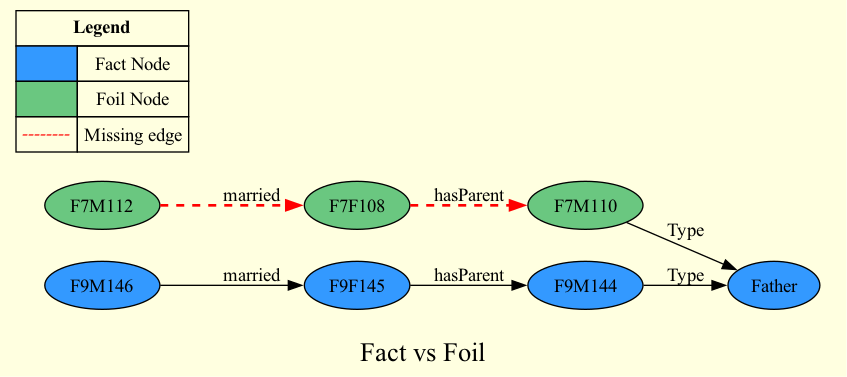 Legend
Fact Node
Foil Node
Missing edge
F7M112 married F7F108 hasParent F7M110
Type
F9M146 married F9F145 hasParent F9M144 Type Father
Fact vs Foil